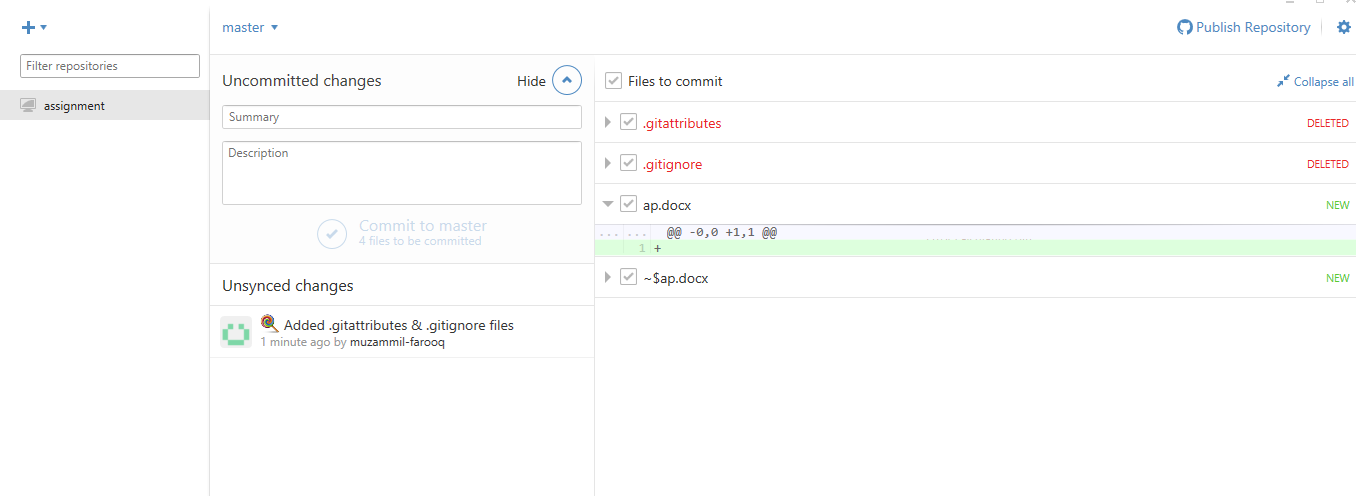 master
Publish Repository
Filter repositories
assignment
Uncommitted changes
Hide
Summary
Description
Commit to master
4 files to be committed
Unsynced changes
Added .gitattributes & .gitignore files
1 minute ago by muzammil-farooq
Files to commit
Collapse all
.gitattributes DELETED
.gitignore DELETED
ap.docx NEW
... ... @@ -0,0 +1,1 @@
1 +
~$ap.docx NEW